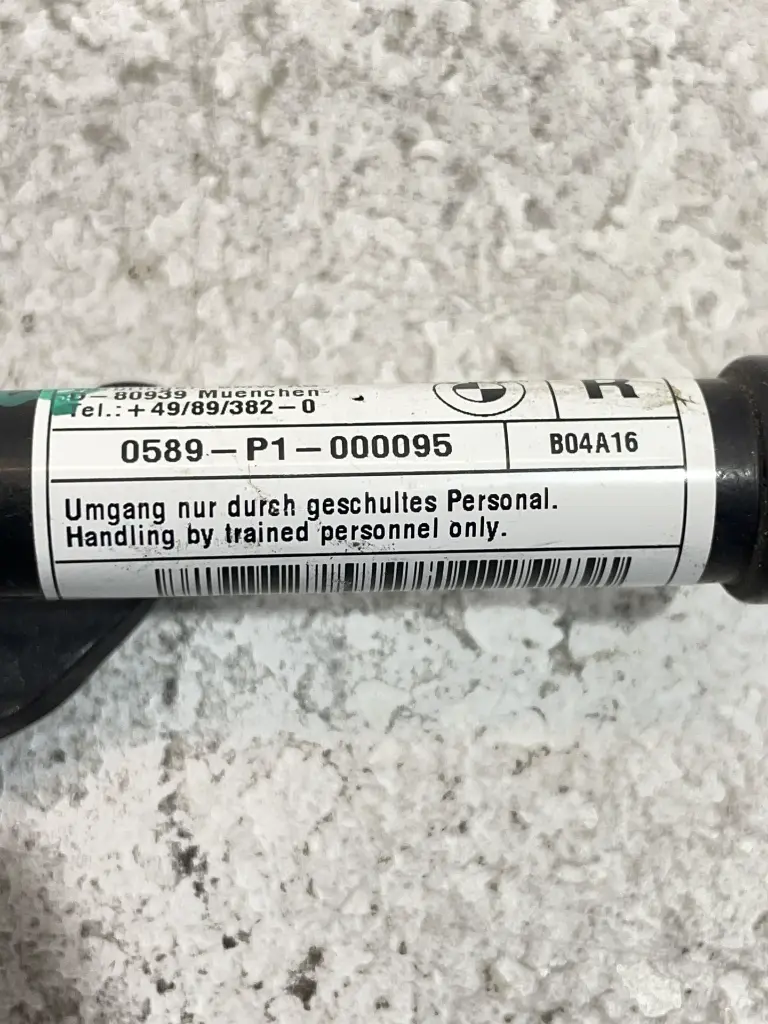 D-80939 Muenchen
Tel.: +49/89/382-0
R
0589-P1-000095
B04A16
Umgang nur durch geschultes Personal.
Handling by trained personnel only.